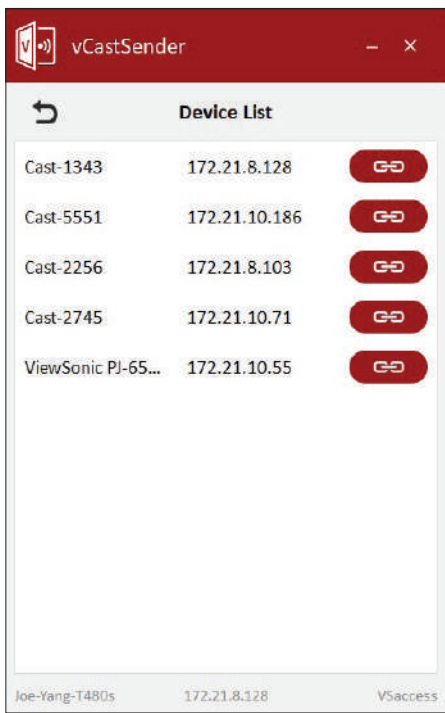 V vCastSender
Device List
Cast-1343 172.21.8.128
Cast-5551 172.21.10.186
Cast-2256 172.21.8.103
Cast-2745 172.21.10.71
ViewSonic PJ-65... 172.21.10.55
Joe-Yang-T480s 172.21.8.128 VSaccess